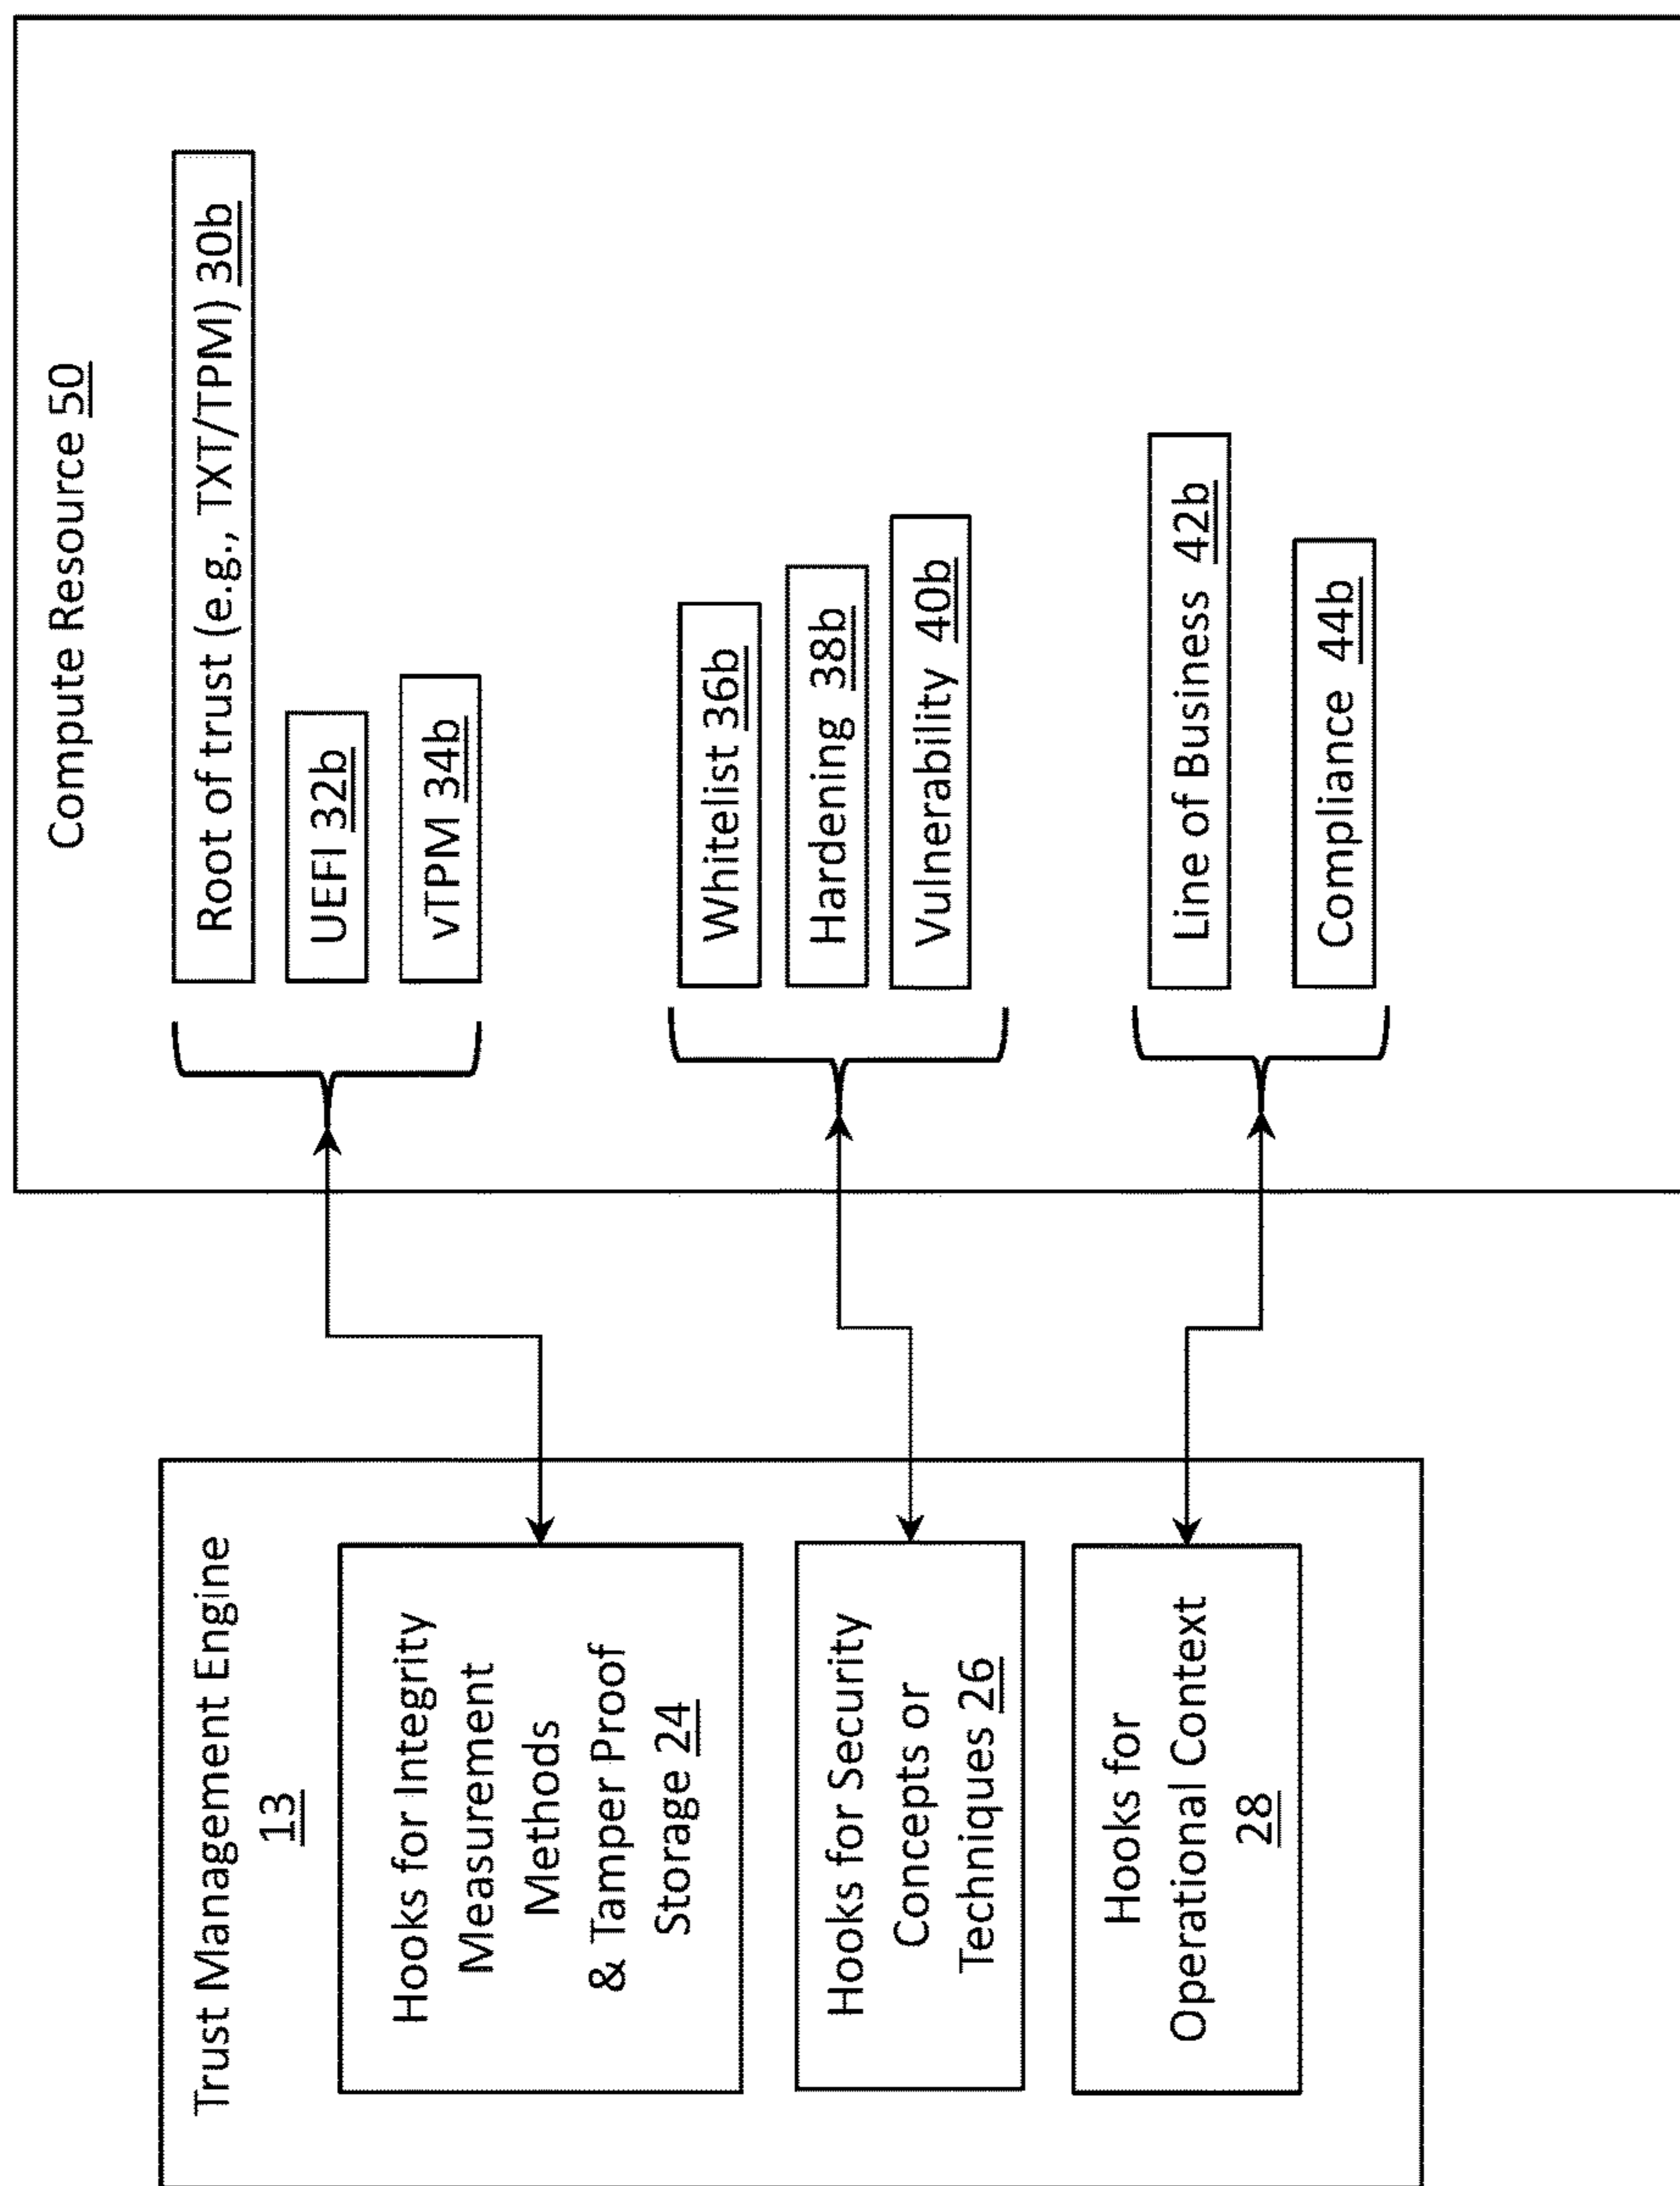 Trust Management Engine
13
Hooks for Integrity
Measurement
Methods
& Tamper Proof
Storage 24
Hooks for Security
Concepts or
Techniques 26
Hooks for
Operational Context
28
Compute Resource 50
Root of trust (e.g., TXT/TPM) 30b
UEFI 32b
vTPM 34b
Whitelist 36b
Hardening 38b
Vulnerability 40b
Line of Business 42b
Compliance 44b